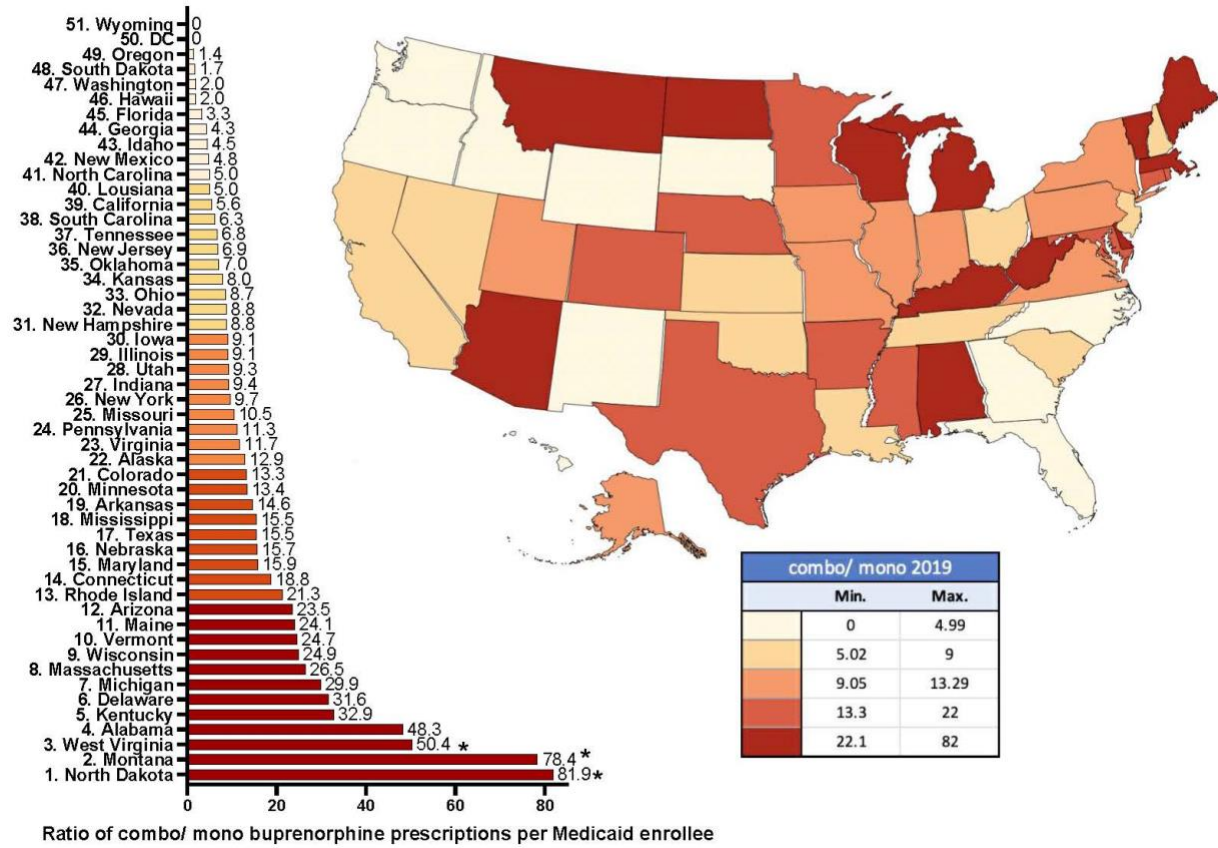 51. Wyoming 0
50. DC 0
49. Oregon 1.4
48. South Dakota 1.7
47. Washington 2.0
46. Hawaii 2.0
45. Florida 3.3
44. Georgia 4.3
43. Idaho 4.5
42. New Mexico 4.8
41. North Carolina 5.0
40. Lousiana 5.0
39. California 5.6
38. South Carolina 6.3
37. Tennessee 6.8
36. New Jersey 6.9
35. Oklahoma 7.0
34. Kansas 8.0
33. Ohio 8.7
32. Nevada 8.8
31. New Hampshire 8.8
30. Iowa 9.1
29. Illinois 9.1
28. Utah 9.3
27. Indiana 9.4
26. New York 9.7
25. Missouri 10.5
24. Pennsylvania 11.3
23. Virginia 11.7
22. Alaska 12.9
21. Colorado 13.3
20. Minnesota 13.4
19. Arkansas 14.6
18. Mississippi 15.5
17. Texas 15.5
16. Nebraska 15.7
15. Maryland 15.9
14. Connecticut 18.8
13. Rhode Island 21.3
12. Arizona 23.5
11. Maine 24.1
10. Vermont 24.7
9. Wisconsin 24.9
8. Massachusetts 26.5
7. Michigan 29.9
6. Delaware 31.6
5. Kentucky 32.9
4. Alabama 48.3
3. West Virginia 50.4 *
2. Montana 78.4 *
1. North Dakota 81.9 *
0 20 40 60 80
Ratio of combo/ mono buprenorphine prescriptions per Medicaid enrollee
combo/ mono 2019
Min. Max.
0 4.99
5.02 9
9.05 13.29
13.3 22
22.1 82